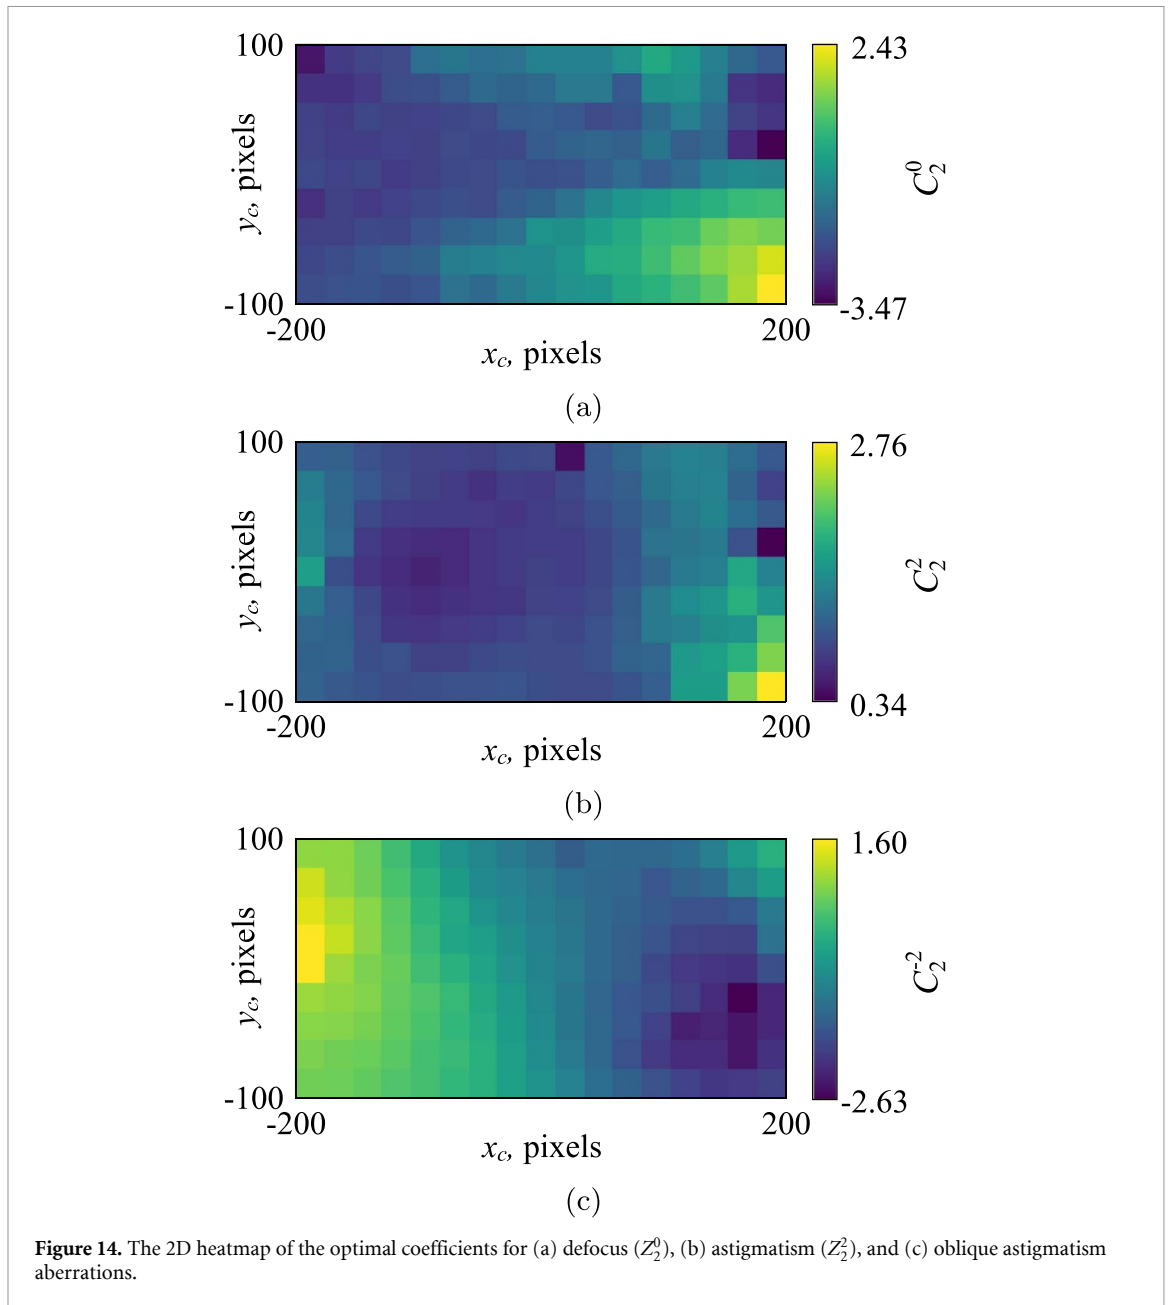 100
2.43
y_c, pixels
C_2^0
-100
-3.47
-200
200
x_c, pixels
(a)
100
2.76
y_c, pixels
C_2^2
-100
0.34
-200
200
x_c, pixels
(b)
100
1.60
y_c, pixels
C_2^-2
-100
-2.63
-200
200
x_c, pixels
(c)
Figure 14. The 2D heatmap of the optimal coefficients for (a) defocus (Z_2^0), (b) astigmatism (Z_2^2), and (c) oblique astigmatism
aberrations.